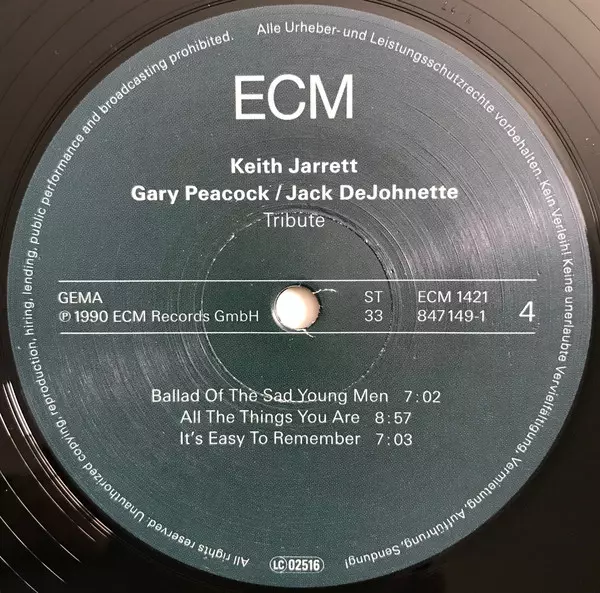 ECM
Keith Jarrett
Gary Peacock / Jack DeJohnette
Tribute
GEMA
℗ 1990 ECM Records GmbH
ST
33
ECM 1421
847 149-1
4
Ballad Of The Sad Young Men 7:02
All The Things You Are 8:57
It's Easy To Remember 7:03
LC 02516
Alle Urheber- und Leistungsschutzrechte vorbehalten. Kein Verleih! Keine unerlaubte Vervielfältigung, Vermietung, Aufführung, Sendung!
All rights reserved. Unauthorized copying, reproduction, hiring, lending, public performance and broadcasting prohibited.